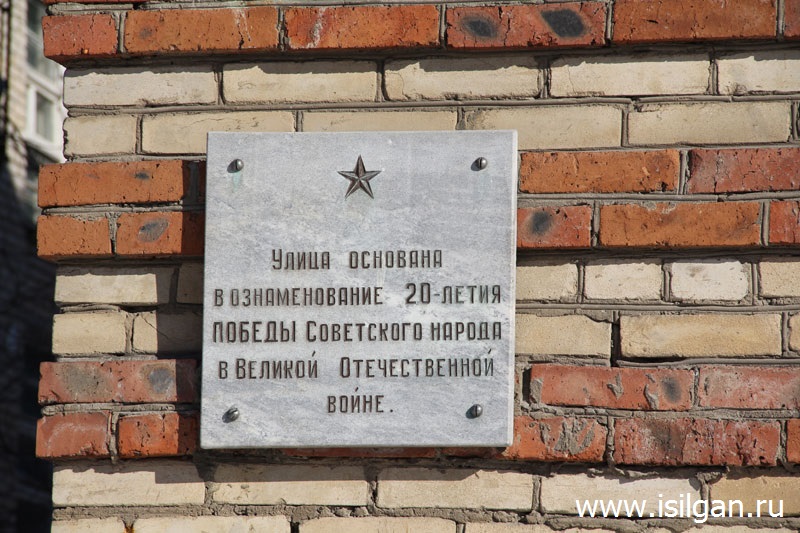 Улица основана
в ознаменование 20-летия
ПОБЕДЫ Советского народа
в Великой Отечественной
войне.
www.isilgan.ru